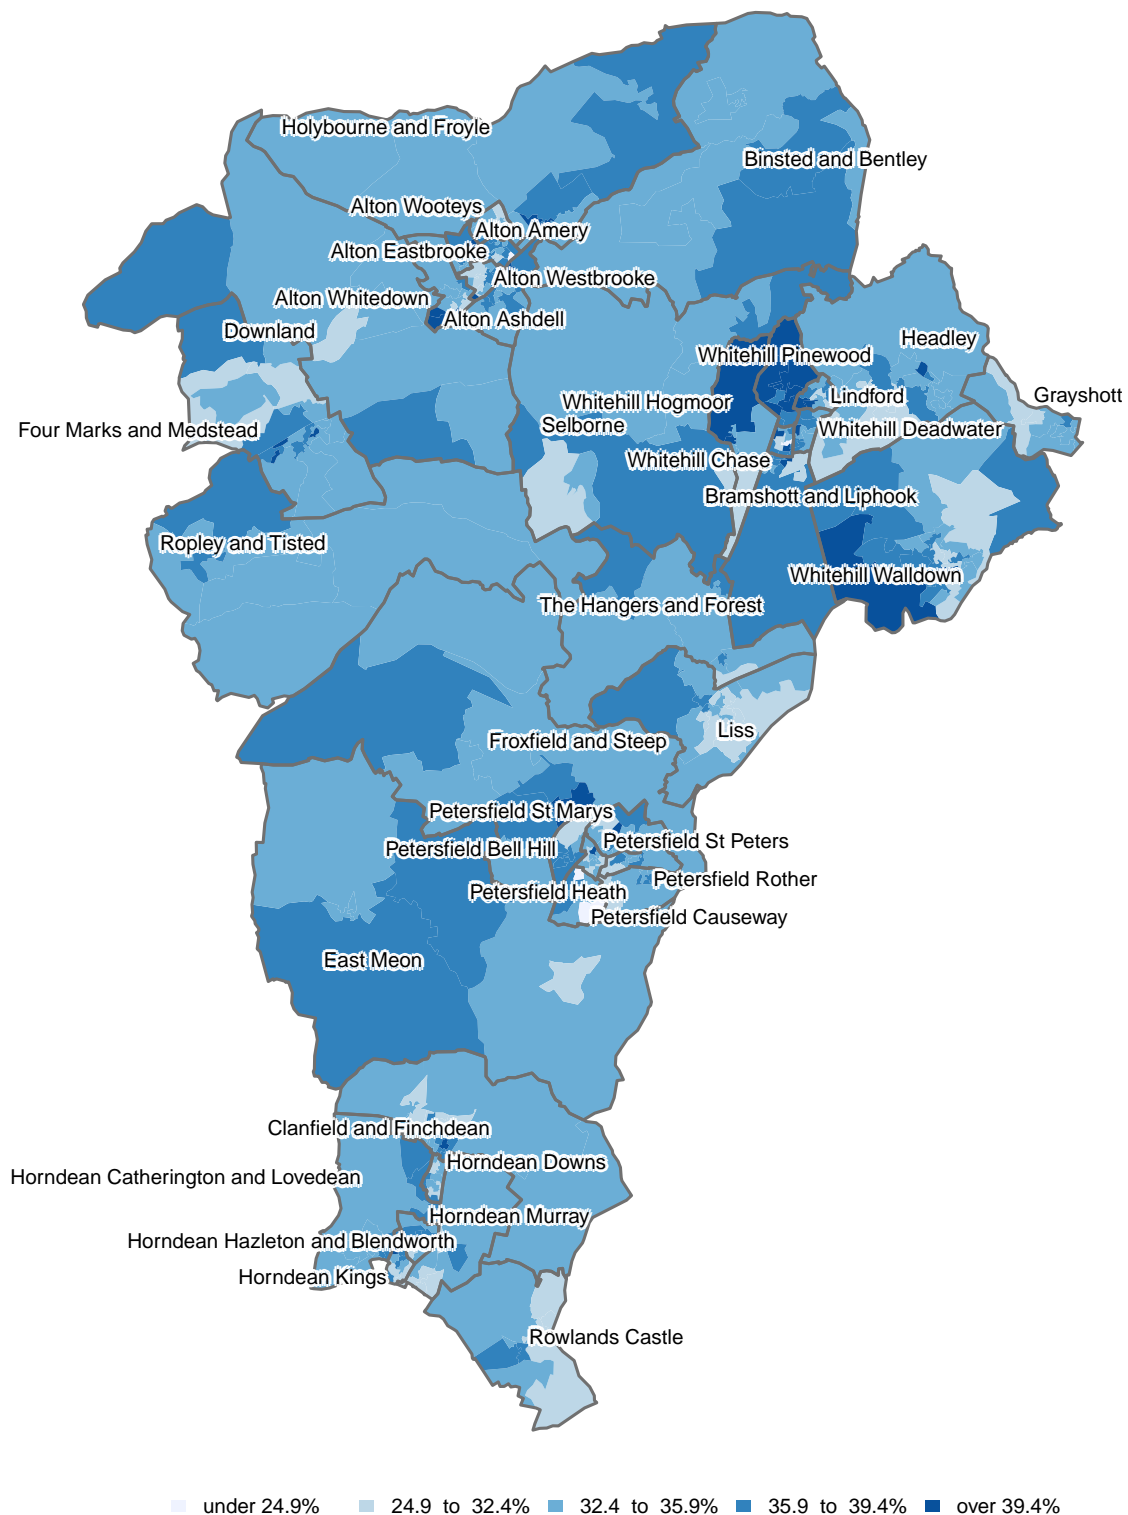 Holybourne and Froyle
Binsted and Bentley
Alton Wooteys
Alton Amery
Alton Eastbrooke
Alton Westbrooke
Alton Whitedown
Alton Ashdell
Downland
Headley
Whitehill Pinewood
Grayshott
Lindford
Whitehill Hogmoor
Selborne
Four Marks and Medstead
Whitehill Deadwater
Whitehill Chase
Bramshott and Liphook
Ropley and Tisted
Whitehill Walldown
The Hangers and Forest
Liss
Froxfield and Steep
Petersfield St Marys
Petersfield St Peters
Petersfield Bell Hill
Petersfield Rother
Petersfield Heath
Petersfield Causeway
East Meon
Clanfield and Finchdean
Horndean Downs
Horndean Catherington and Lovedean
Horndean Murray
Horndean Hazleton and Blendworth
Horndean Kings
Rowlands Castle
under 24.9% 24.9 to 32.4% 32.4 to 35.9% 35.9 to 39.4% over 39.4%